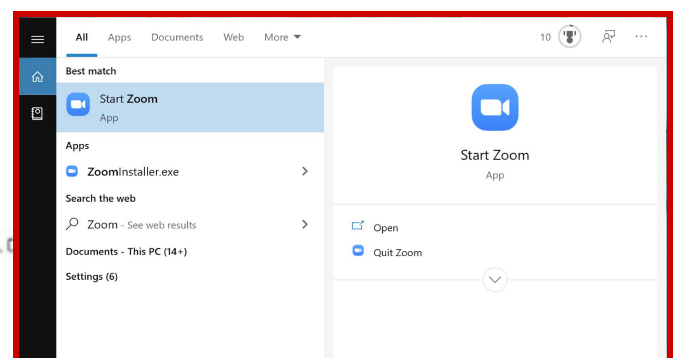 All Apps Documents Web More 10
Best match
Start Zoom
App
Apps
ZoomInstaller.exe
Search the web
Zoom - See web results
Documents - This PC (14+)
Settings (6)
Start Zoom
App
Open
Quit Zoom